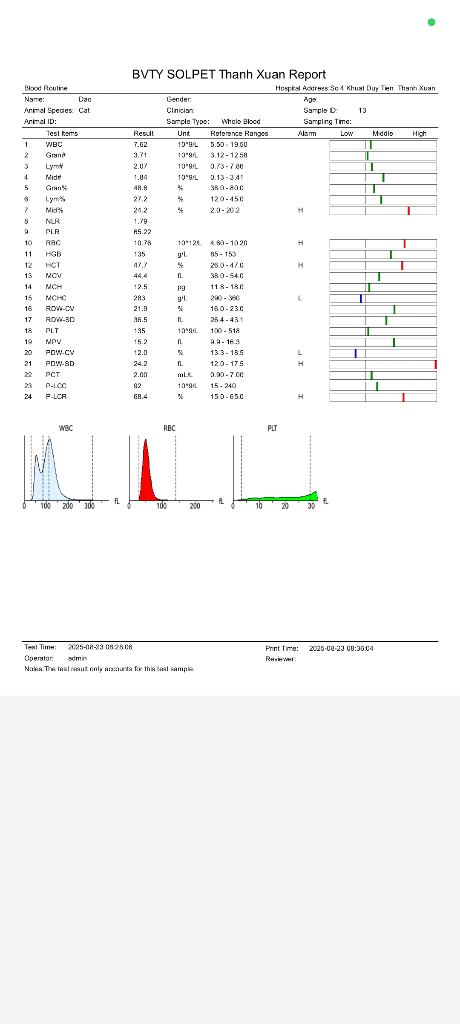 BVTY SOLPET Thanh Xuan Report
Blood Routine Hospital Address:So 4 Khuat Duy Tien, Thanh Xuan
Name: Dao Gender: Age:
Animal Species: Cat Clinician: Sample ID: 13
Animal ID: Sample Type: Whole Blood Sampling Time:
Test Items Result Unit Reference Ranges Alarm Low Middle High
1 WBC 7.62 10^9/L 5.50 - 19.50
2 Gran# 3.71 10^9/L 3.12 - 12.58
3 Lym# 2.07 10^9/L 0.73 - 7.86
4 Mid# 1.84 10^9/L 0.13 - 3.41
5 Gran% 48.6 % 38.0 - 80.0
6 Lym% 27.2 % 12.0 - 45.0
7 Mid% 24.2 % 2.0 - 20.2 H
8 NLR 1.79
9 PLR 65.22
10 RBC 10.76 10^12/L 4.60 - 10.20 H
11 HGB 135 g/L 85 - 153
12 HCT 47.7 % 26.0 - 47.0 H
13 MCV 44.4 fL 38.0 - 54.0
14 MCH 12.5 pg 11.8 - 18.0
15 MCHC 283 g/L 290 - 360 L
16 RDW-CV 21.9 % 16.0 - 23.0
17 RDW-SD 36.5 fL 26.4 - 43.1
18 PLT 135 10^9/L 100 - 518
19 MPV 15.2 fL 9.9 - 16.3
20 PDW-CV 12.0 % 13.3 - 18.5 L
21 PDW-SD 24.2 fL 12.0 - 17.5 H
22 PCT 2.00 mL/L 0.90 - 7.00
23 P-LCC 92 10^9/L 15 - 240
24 P-LCR 68.4 % 15.0 - 65.0 H
WBC RBC PLT
0 100 200 300 fL 0 100 200 fL 0 10 20 30 fL
Test Time: 2025-08-23 08:28:06 Print Time: 2025-08-23 08:36:04
Operator: admin Reviewer:
Notes:The test result only accounts for this test sample.